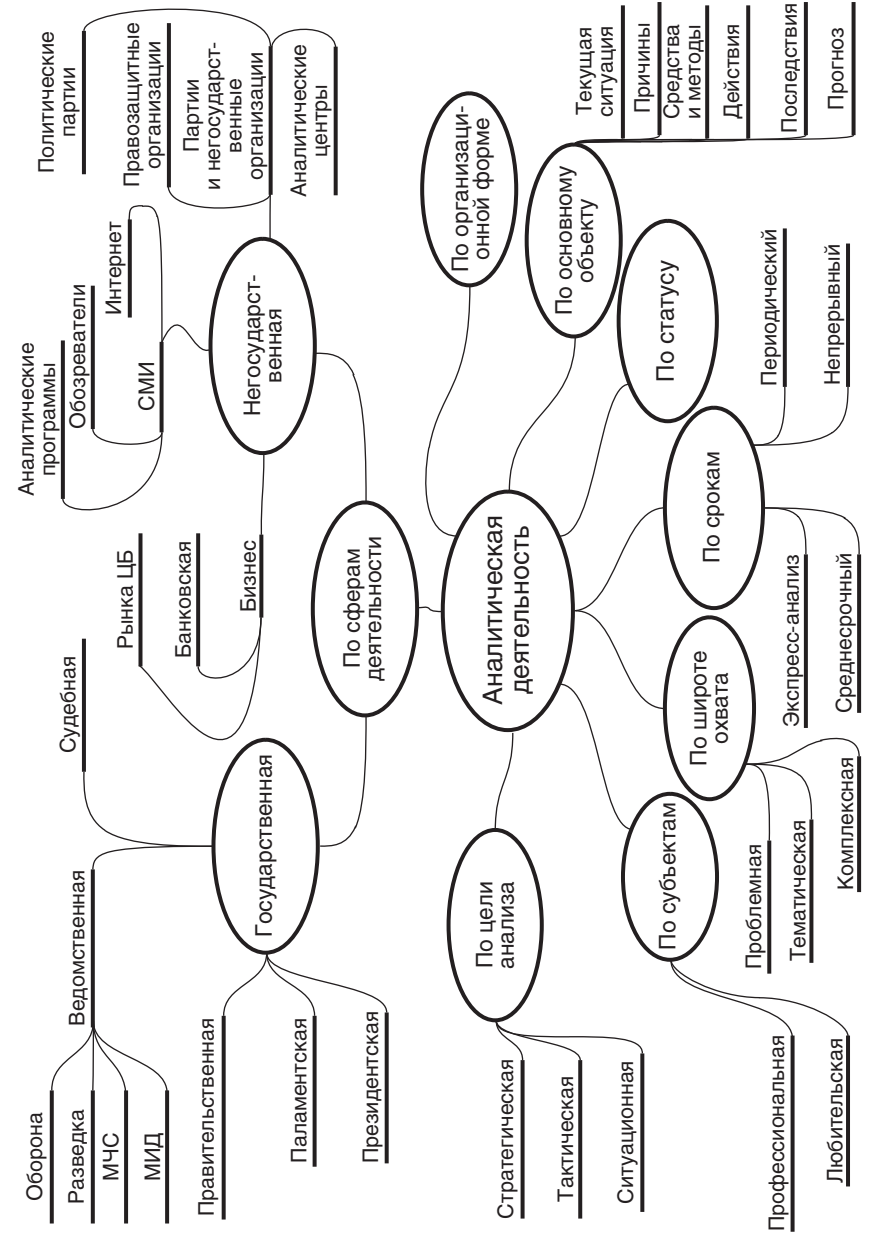 Оборона
Разведка
МЧС
МИД
Ведомственная
Судебная
Правительственная
Паламентская
Президентская
Государственная
Рынка ЦБ
Банковская
Бизнес
По сферам
деятельности
Аналитические
программы
Обозреватели
Интернет
СМИ
Негосударст-
венная
Политические
партии
Правозащитные
организации
Партии
и негосударст-
венные
организации
Аналитические
центры
Аналитическая
деятельность
По цели
анализа
Стратегическая
Тактическая
Ситуационная
По субъектам
Профессиональная
Любительская
По широте
охвата
Проблемная
Тематическая
Комплексная
По срокам
Экспресс-анализ
Среднесрочный
Периодический
Непрерывный
По статусу
По основному
объекту
Текущая
ситуация
Причины
Средства
и методы
Действия
Последствия
Прогноз
По организаци-
онной форме